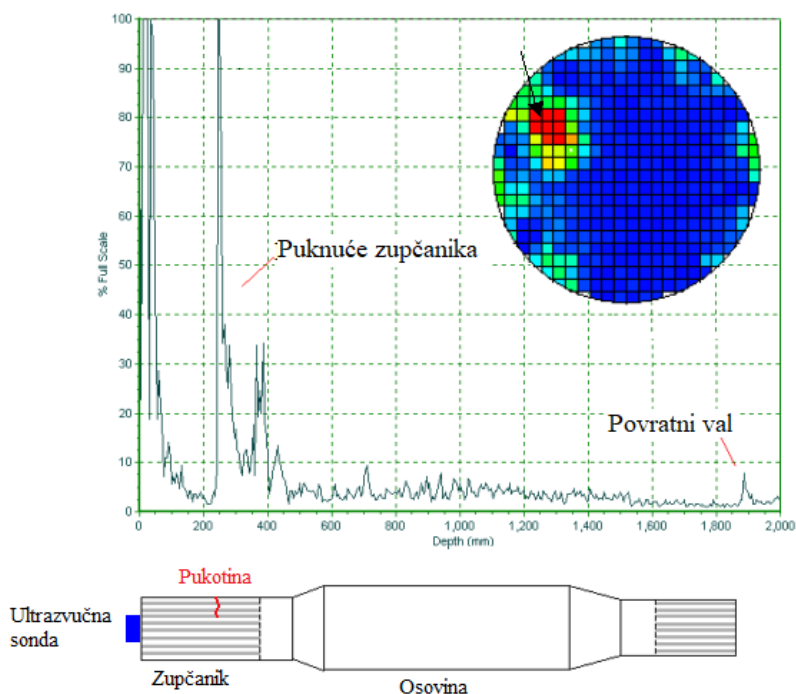 100
90
80
70
60
50
40
30
20
10
0
% Full Scale
Puknuće zupčanika
Povratni val
0 200 400 600 800 1,000 1,200 1,400 1,600 1,800 2,000
Depth (mm)
Pukotina
Ultrazvučna
sonda
Zupčanik
Osovina